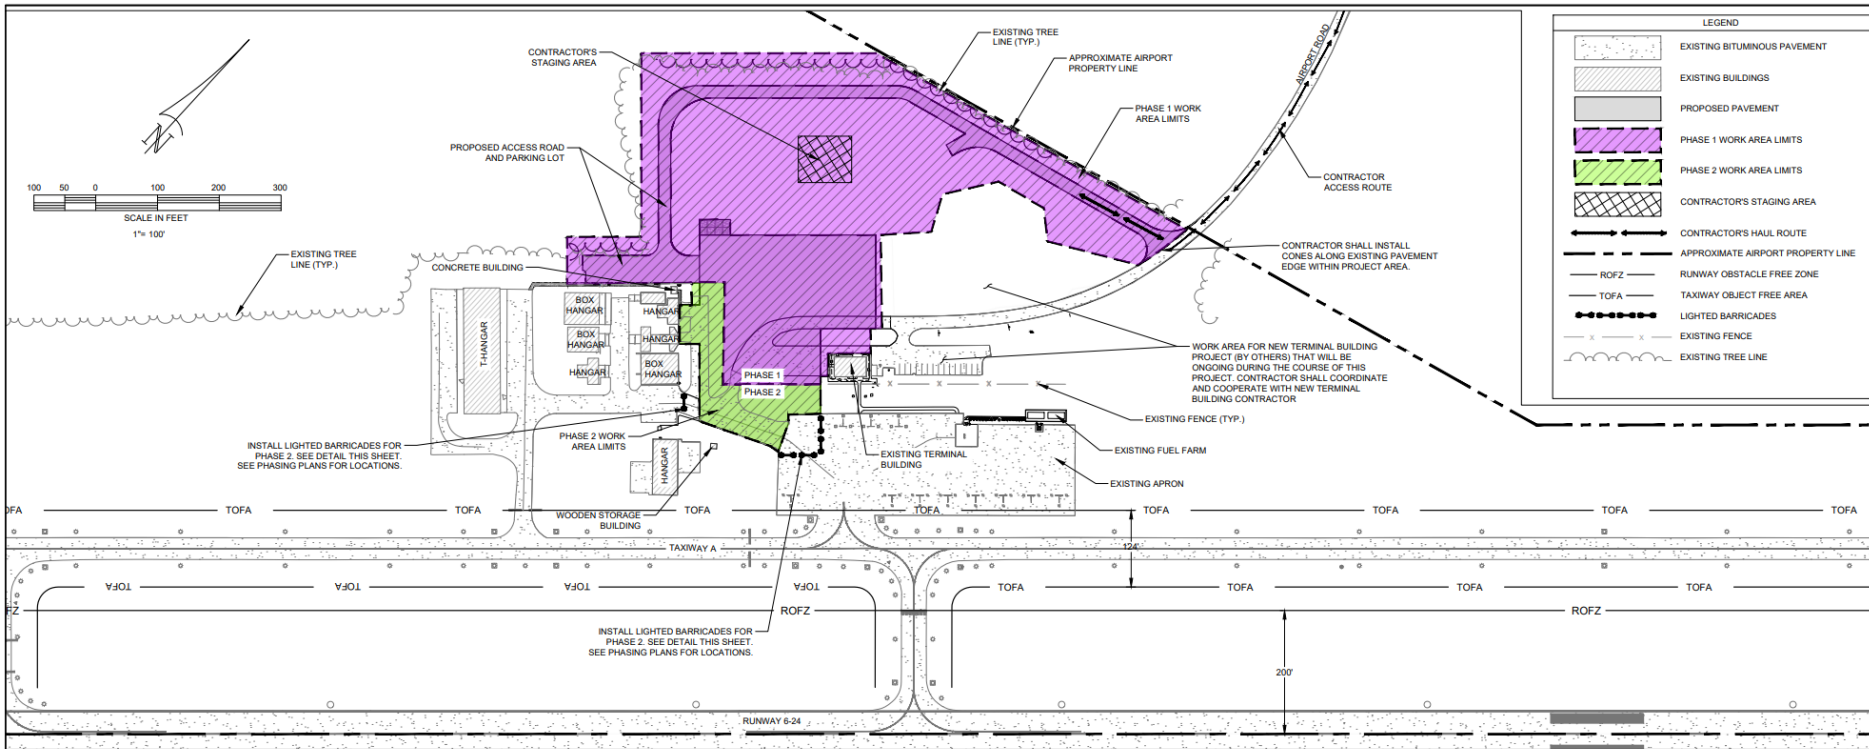 LEGEND
EXISTING BITUMINOUS PAVEMENT
EXISTING BUILDINGS
PROPOSED PAVEMENT
PHASE 1 WORK AREA LIMITS
PHASE 2 WORK AREA LIMITS
CONTRACTOR'S STAGING AREA
CONTRACTOR'S HAUL ROUTE
APPROXIMATE AIRPORT PROPERTY LINE
ROFZ
RUNWAY OBSTACLE FREE ZONE
TOFA
TAXIWAY OBJECT FREE AREA
LIGHTED BARRICADES
X X
EXISTING FENCE
EXISTING TREE LINE
EXISTING TREE
LINE (TYP.)
CONTRACTOR'S
STAGING AREA
APPROXIMATE AIRPORT
PROPERTY LINE
AIRPORT ROAD
PHASE 1 WORK
AREA LIMITS
N
PROPOSED ACCESS ROAD
AND PARKING LOT
CONTRACTOR
ACCESS ROUTE
100 50 0 100 200 300
SCALE IN FEET
1"= 100'
EXISTING TREE
LINE (TYP.)
CONCRETE BUILDING
CONTRACTOR SHALL INSTALL
CONES ALONG EXISTING PAVEMENT
EDGE WITHIN PROJECT AREA.
T-HANGAR
BOX
HANGAR
HANGAR
BOX
HANGAR
HANGAR
HANGAR
BOX
HANGAR
PHASE 1
PHASE 2
WORK AREA FOR NEW TERMINAL BUILDING
PROJECT (BY OTHERS) THAT WILL BE
ONGOING DURING THE COURSE OF THIS
PROJECT. CONTRACTOR SHALL COORDINATE
AND COOPERATE WITH NEW TERMINAL
BUILDING CONTRACTOR
X X X X
EXISTING FENCE (TYP.)
INSTALL LIGHTED BARRICADES FOR
PHASE 2. SEE DETAIL THIS SHEET.
SEE PHASING PLANS FOR LOCATIONS.
PHASE 2 WORK
AREA LIMITS
HANGAR
EXISTING TERMINAL
BUILDING
EXISTING FUEL FARM
EXISTING APRON
WOODEN STORAGE
BUILDING
OFA TOFA TOFA TOFA TOFA TOFA TOFA TOFA TOFA
TAXIWAY A
124'
TOFA TOFA TOFA TOFA TOFA TOFA TOFA TOFA
FZ ROFZ ROFZ
INSTALL LIGHTED BARRICADES FOR
PHASE 2. SEE DETAIL THIS SHEET.
SEE PHASING PLANS FOR LOCATIONS.
200'
RUNWAY 6-24